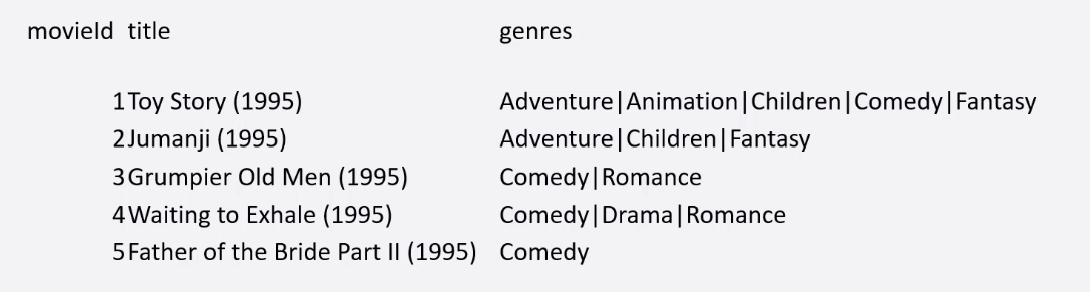 movieId title genres
1 Toy Story (1995) Adventure|Animation|Children|Comedy|Fantasy
2 Jumanji (1995) Adventure|Children|Fantasy
3 Grumpier Old Men (1995) Comedy|Romance
4 Waiting to Exhale (1995) Comedy|Drama|Romance
5 Father of the Bride Part II (1995) Comedy